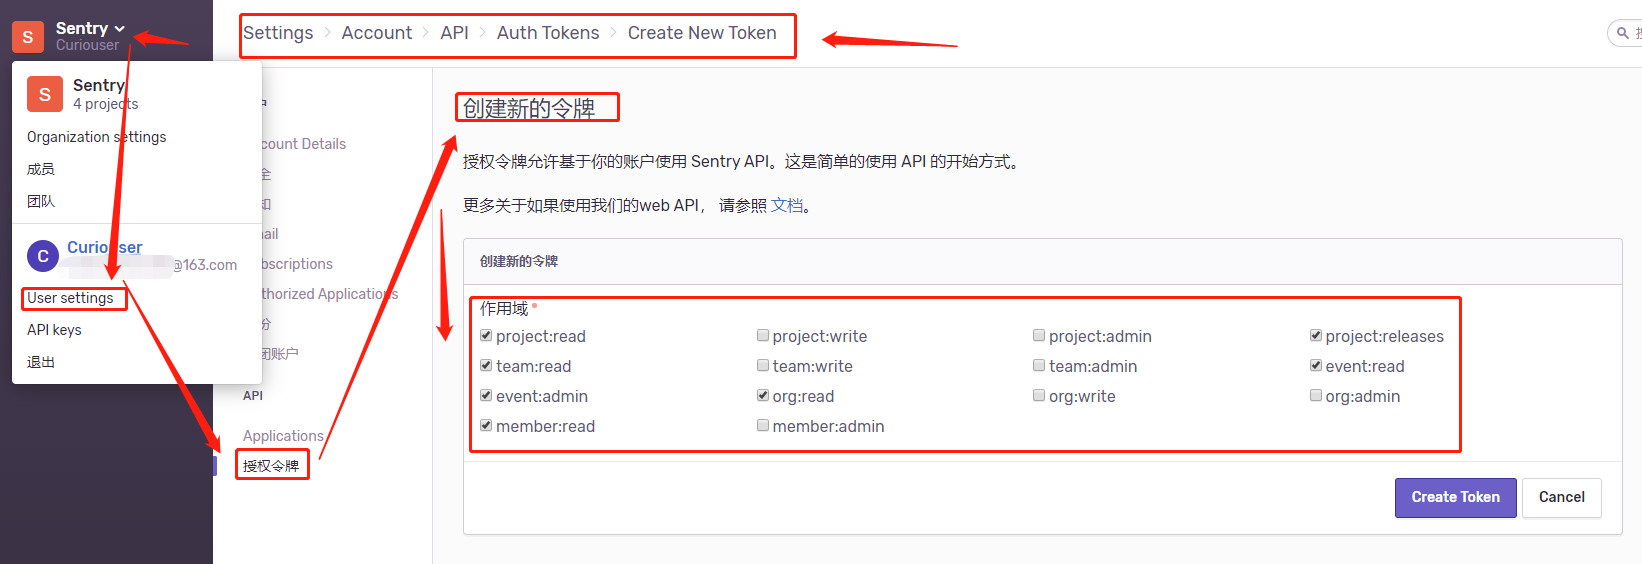 S
Sentry
Curiouser
Settings > Account > API > Auth Tokens > Create New Token
S
Sentry
4 projects
Organization settings
成员
团队
C
Curiouser
@163.com
User settings
API keys
退出
count Details
scriptions
thorized Applications
闭账户
API
Applications
授权令牌
创建新的令牌
授权令牌允许基于你的账户使用 Sentry API。这是简单的使用 API 的开始方式。
更多关于如果使用我们的web API， 请参照 文档。
创建新的令牌
作用域 *
project:read project:write project:admin project:releases
team:read team:write team:admin event:read
event:admin org:read org:write org:admin
member:read member:admin
Create Token Cancel